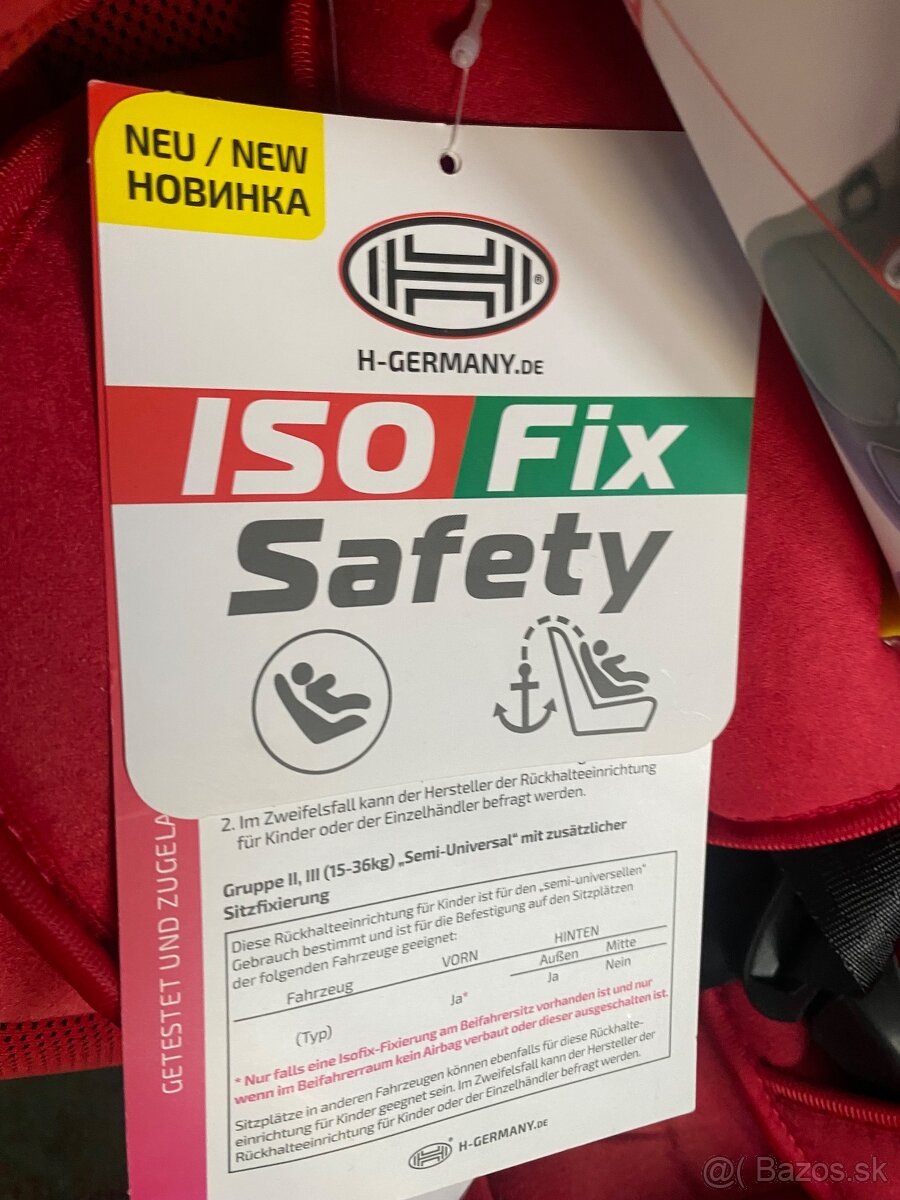 NEU / NEW
НОВИНКА
H-GERMANY.DE
ISO Fix
Safety
2. Im Zweifelsfall kann der Hersteller der Rückhalteeinrichtung
für Kinder oder der Einzelhändler befragt werden.
Gruppe II, III (15-36kg) „Semi-Universal“ mit zusätzlicher
Sitzfixierung
Diese Rückhalteeinrichtung für Kinder ist für den „semi-universellen“
Gebrauch bestimmt und ist für die Befestigung auf den Sitzplätzen
der folgenden Fahrzeuge geeignet:
Fahrzeug VORN HINTEN
Außen Mitte
(Typ) Ja* Ja Nein
* Nur falls eine Isofix-Fixierung am Beifahrersitz vorhanden ist und nur
wenn im Beifahrerraum kein Airbag verbaut oder dieser ausgeschalten ist.
Sitzplätze in anderen Fahrzeugen können ebenfalls für diese Rückhalte-
einrichtung für Kinder geeignet sein. Im Zweifelsfall kann der Hersteller der
Rückhalteeinrichtung für Kinder oder der Einzelhändler befragt werden.
H-GERMANY.DE
GETESTET UND ZUGELA
@( Bazos.sk